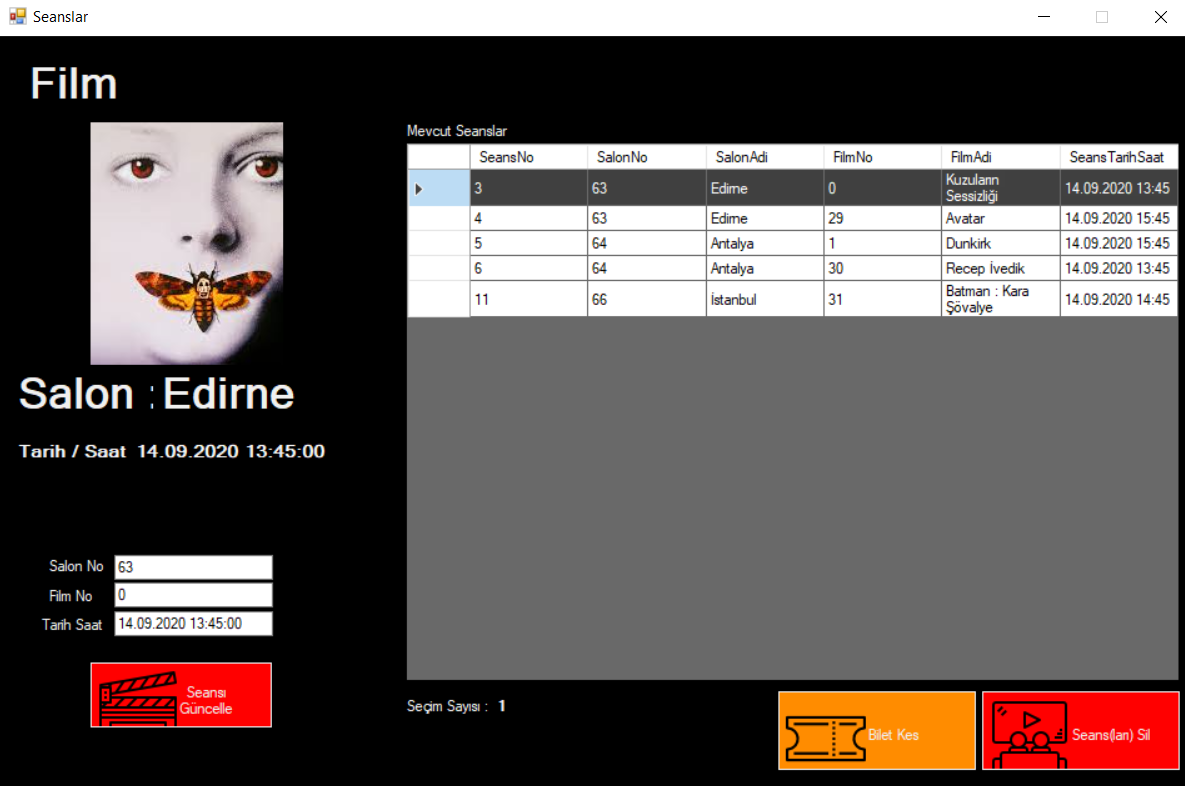 Seanslar
Film
Salon : Edirne
Tarih / Saat 14.09.2020 13:45:00
Salon No 63
Film No 0
Tarih Saat 14.09.2020 13:45:00
Seansı
Güncelle
Mevcut Seanslar
SeansNo SalonNo SalonAdi FilmNo FilmAdi SeansTarihSaat
3 63 Edirne 0 Kuzuların Sessizliği 14.09.2020 13:45
4 63 Edirne 29 Avatar 14.09.2020 15:45
5 64 Antalya 1 Dunkirk 14.09.2020 15:45
6 64 Antalya 30 Recep İvedik 14.09.2020 13:45
11 66 İstanbul 31 Batman : Kara Şövalye 14.09.2020 14:45
Seçim Sayısı : 1
Bilet Kes
Seans(ları) Sil